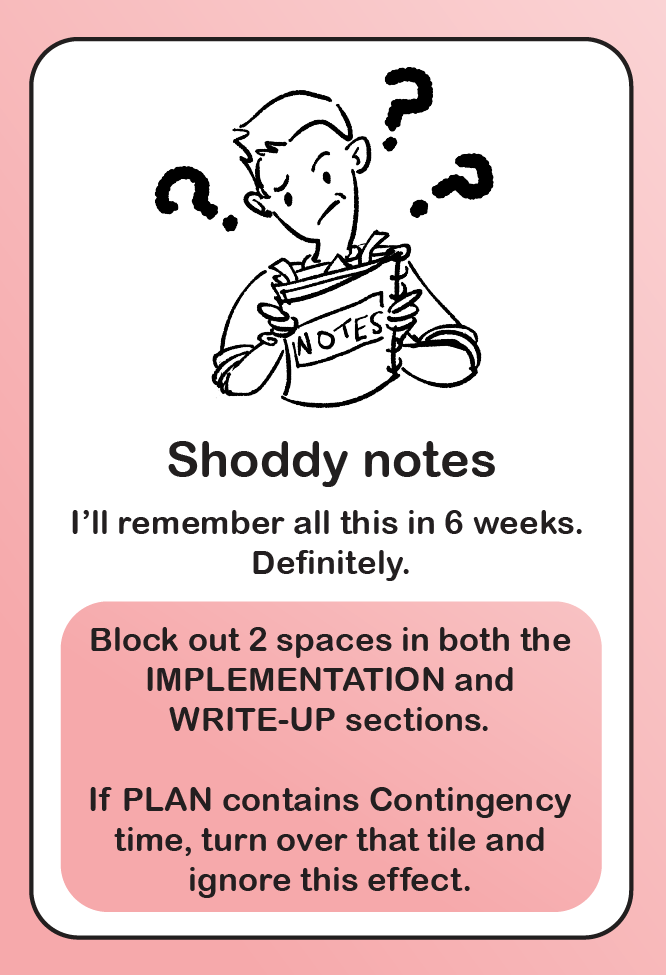 ? ? ?
NOTES
Shoddy notes
I’ll remember all this in 6 weeks.
Definitely.
Block out 2 spaces in both the
IMPLEMENTATION and
WRITE-UP sections.
If PLAN contains Contingency
time, turn over that tile and
ignore this effect.